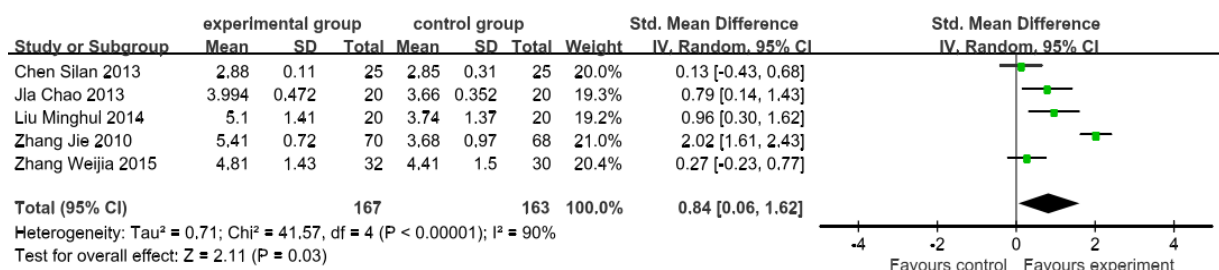 experimental group control group Std. Mean Difference Std. Mean Difference
Study or Subgroup Mean SD Total Mean SD Total Weight IV, Random, 95% CI IV, Random, 95% CI
Chen Silan 2013 2.88 0.11 25 2.85 0.31 25 20.0% 0.13 [-0.43, 0.68]
JIa Chao 2013 3.994 0.472 20 3.66 0.352 20 19.3% 0.79 [0.14, 1.43]
Liu Minghul 2014 5.1 1.41 20 3.74 1.37 20 19.2% 0.96 [0.30, 1.62]
Zhang Jie 2010 5.41 0.72 70 3.68 0.97 68 21.0% 2.02 [1.61, 2.43]
Zhang Weijia 2015 4.81 1.43 32 4.41 1.5 30 20.4% 0.27 [-0.23, 0.77]
Total (95% CI) 167 163 100.0% 0.84 [0.06, 1.62]
Heterogeneity: Tau² = 0.71; Chi² = 41.57, df = 4 (P < 0.00001); I² = 90%
Test for overall effect: Z = 2.11 (P = 0.03)
-4 -2 0 2 4
Favours control Favours experiment